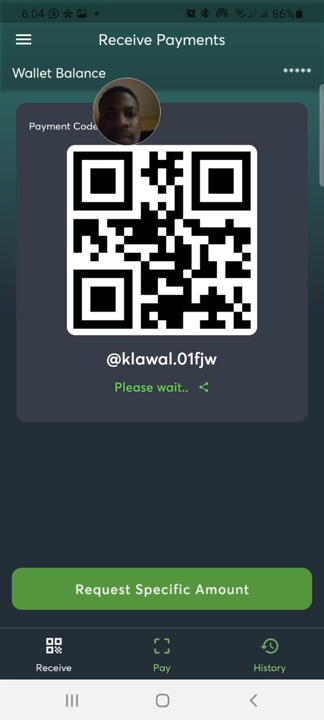 6.04
86%
Receive Payments
Wallet Balance *****
Payment Code
@klawal.01fjw
Please wait..
Request Specific Amount
Receive Pay History